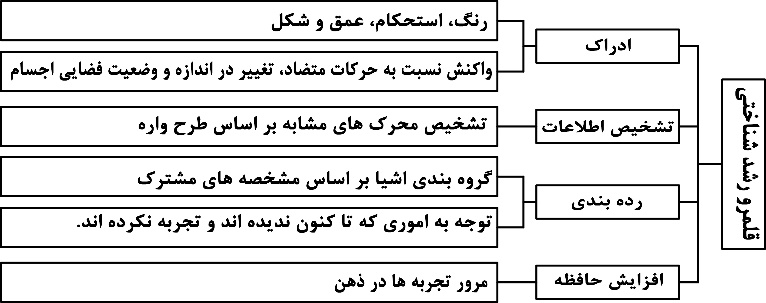 قلمرو رشد شناختی
ادراک
رنگ، استحکام، عمق و شکل
واکنش نسبت به حرکات متضاد، تغییر در اندازه و وضعیت فضایی اجسام
تشخیص اطلاعات
تشخیص محرک های مشابه بر اساس طرح واره
رده بندی
گروه بندی اشیا بر اساس مشخصه های مشترک
توجه به اموری که تا کنون ندیده اند و تجربه نکرده اند.
افزایش حافظه
مرور تجربه ها در ذهن